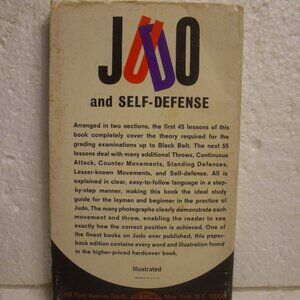 JUDO
and SELF-DEFENSE
Arranged in two sections, the first 45 lessons of this
book completely cover the theory required for the
grading examinations up to Black Belt. The next 55
lessons deal with many additional Throws, Continuous
Attack, Counter Movements, Standing Defenses,
Lesser-known Movements, and Self-defense. All is
explained in clear, easy-to-follow language in a step-
by-step manner, making this book the ideal study
guide for the layman and beginner in the practice of
Judo. The many photographs clearly demonstrate each
movement and throw, enabling the reader to see
exactly how the correct position is achieved. One of
the finest books on Judo ever published, this paper-
back edition contains every word and illustration found
in the higher-priced hardcover book.
Illustrated